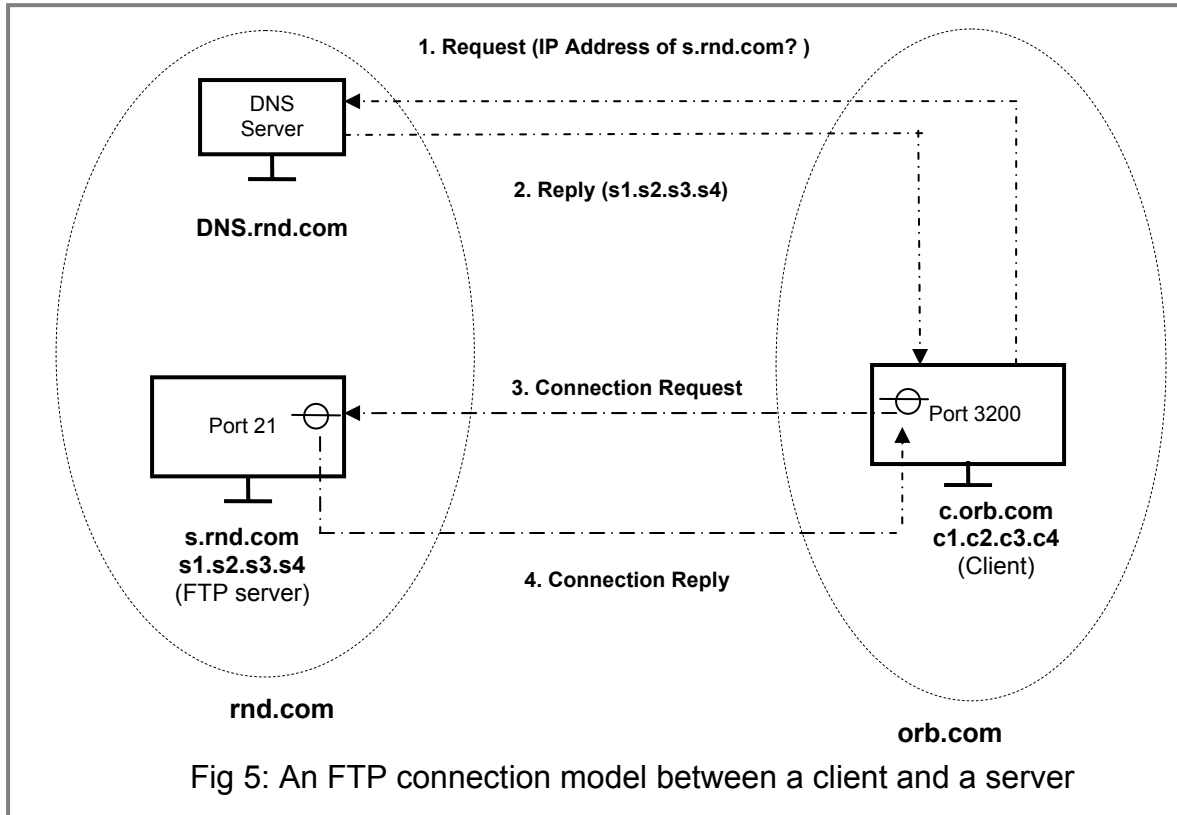 1. Request (IP Address of s.rnd.com? )
DNS
Server
2. Reply (s1.s2.s3.s4)
DNS.rnd.com
3. Connection Request
Port 21
Port 3200
s.rnd.com
s1.s2.s3.s4
(FTP server)
c.orb.com
c1.c2.c3.c4
(Client)
4. Connection Reply
rnd.com
orb.com
Fig 5: An FTP connection model between a client and a server